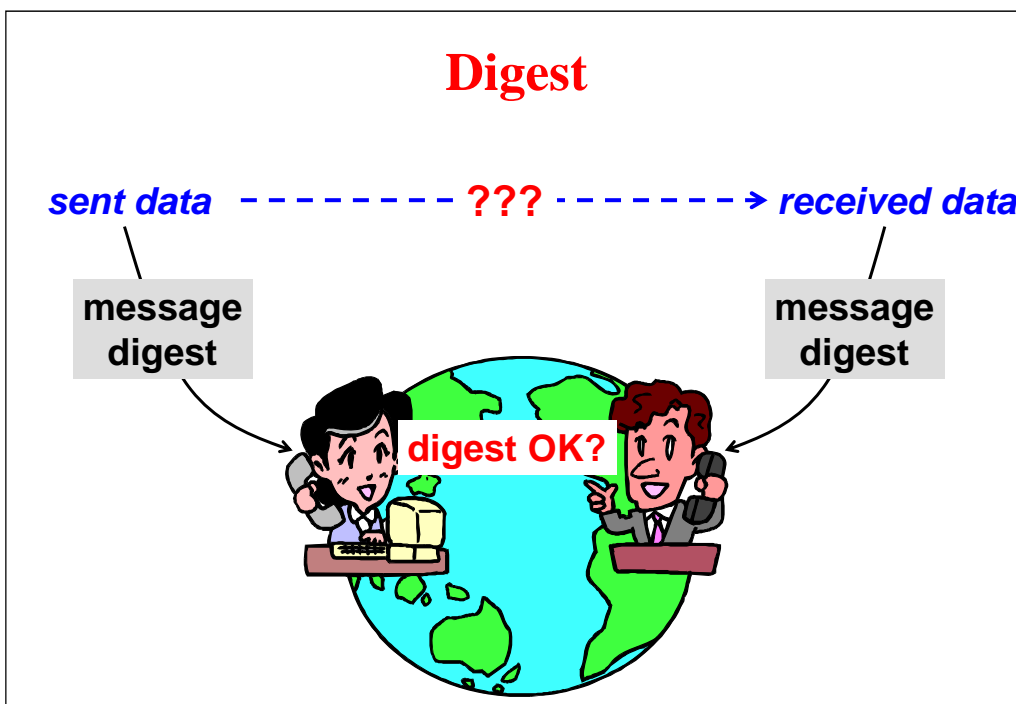 Digest
sent data ??? received data
message
digest
message
digest
digest OK?